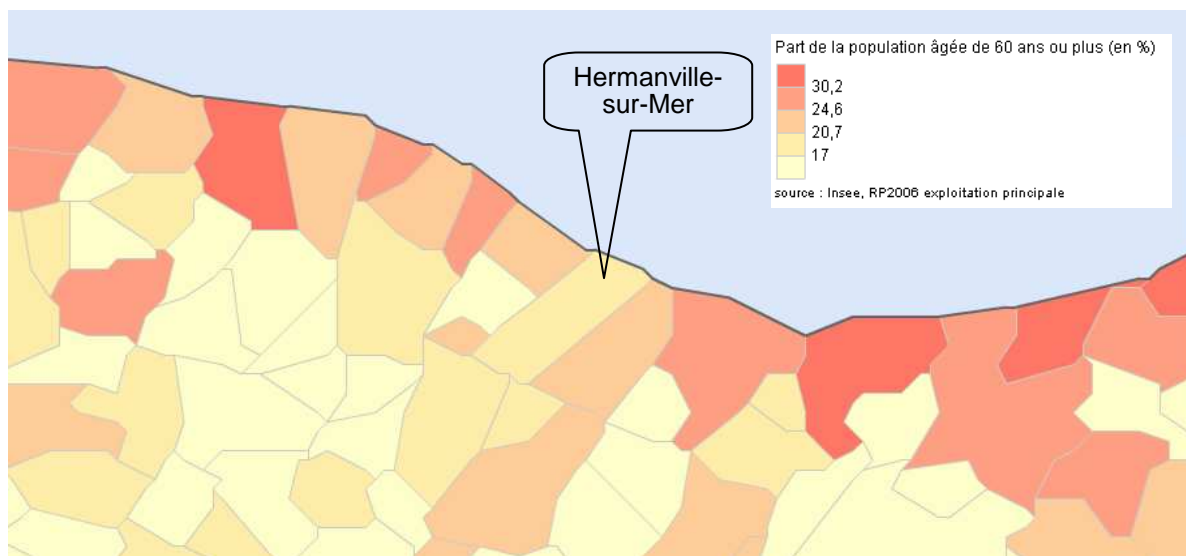 Part de la population âgée de 60 ans ou plus (en %)
30,2
24,6
20,7
17
source : Insee, RP2006 exploitation principale
Hermanville-
sur-Mer